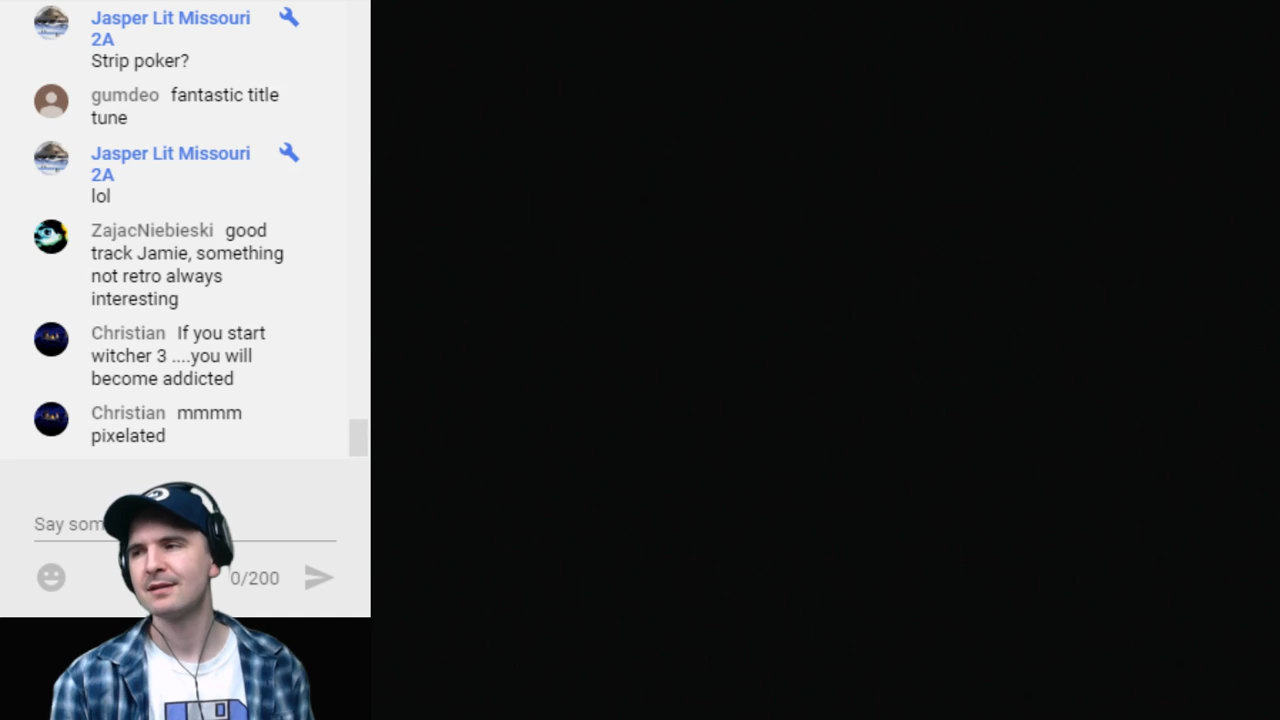 Jasper Lit Missouri
2A
Strip poker?
gumdeo fantastic title
tune
Jasper Lit Missouri
2A
lol
ZajacNiebieski good
track Jamie, something
not retro always
interesting
Christian If you start
witcher 3 ....you will
become addicted
Christian mmmm
pixelated
Say som
0/200